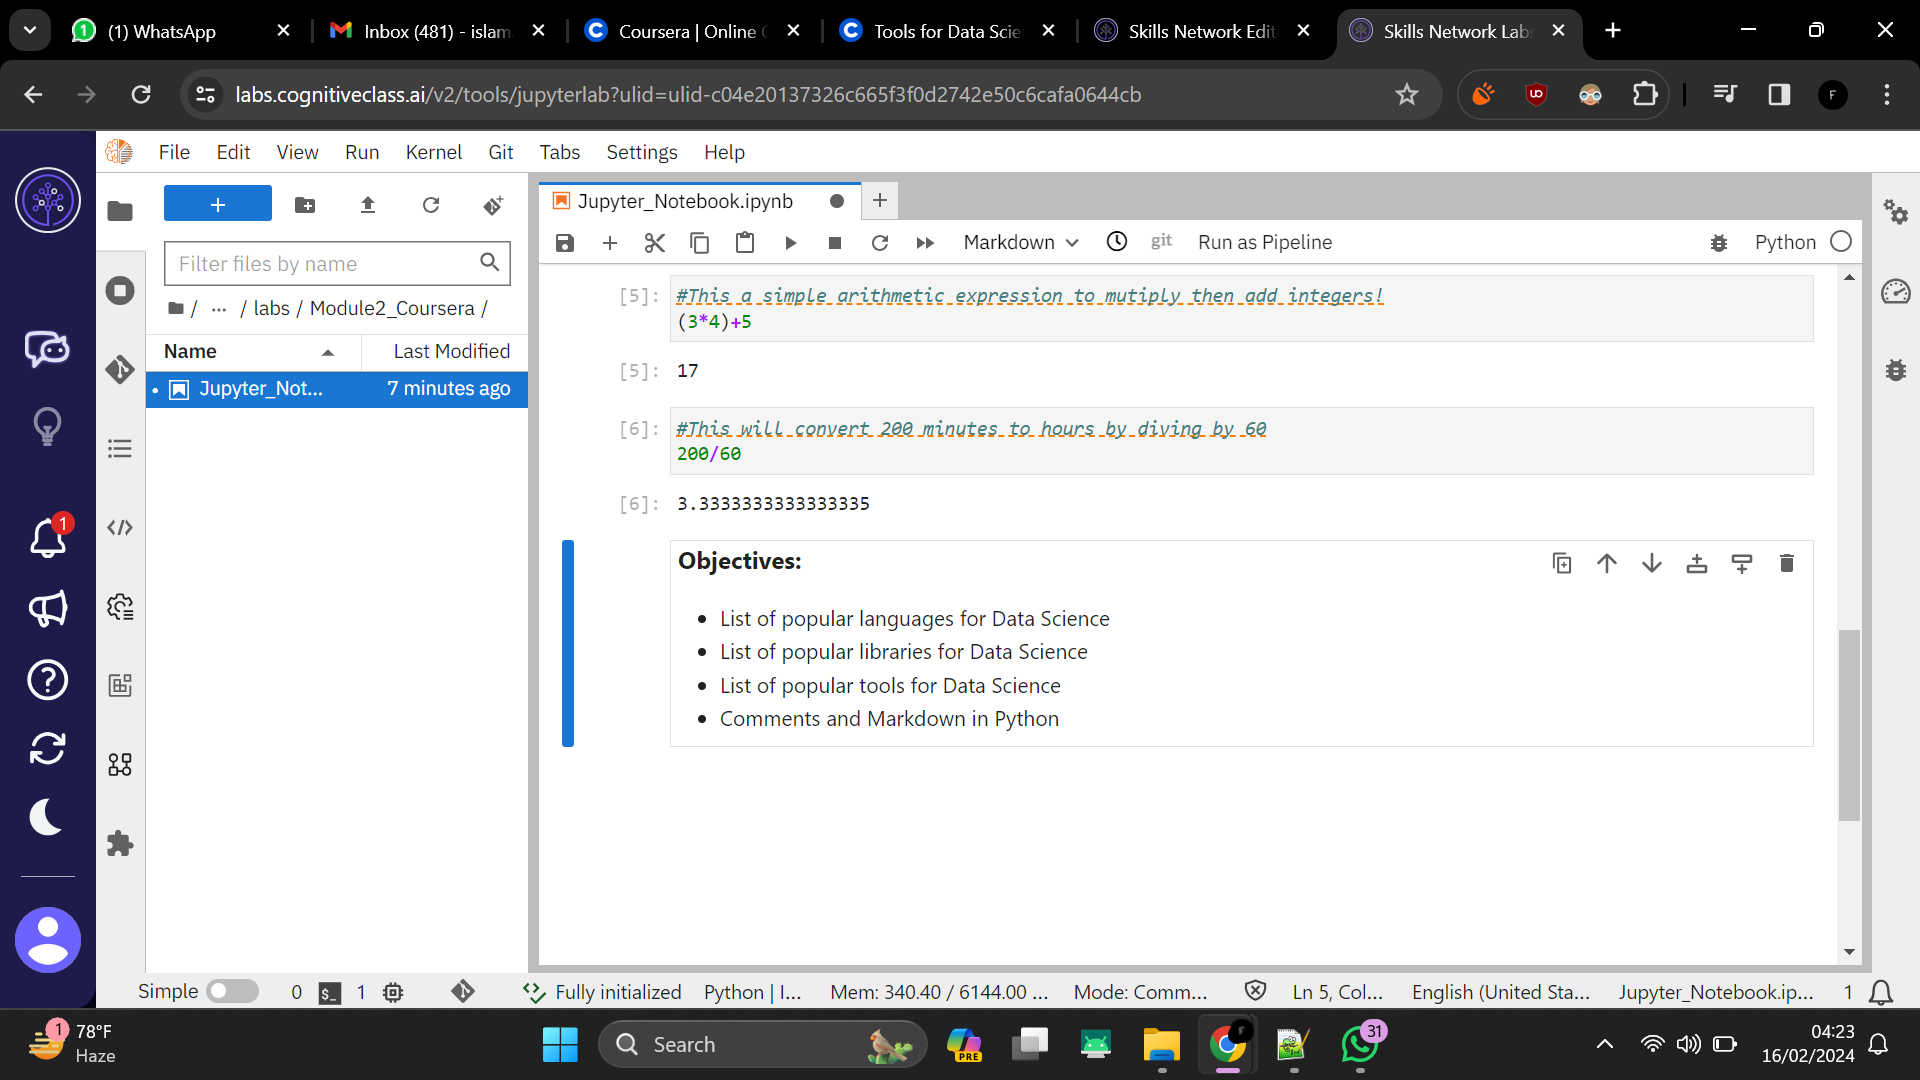 (1) WhatsApp
Inbox (481) - islam
Coursera | Online
Tools for Data Scie
Skills Network Edit
Skills Network Lab
labs.cognitiveclass.ai/v2/tools/jupyterlab?ulid=ulid-c04e20137326c665f3f0d2742e50c6cafa0644cb
F
File Edit View Run Kernel Git Tabs Settings Help
Jupyter_Notebook.ipynb
Markdown git Run as Pipeline Python
Filter files by name
/ ... / labs / Module2_Coursera /
Name Last Modified
Jupyter_Not... 7 minutes ago
[5]: #This a simple arithmetic expression to mutiply then add integers!
(3*4)+5
[5]: 17
[6]: #This will convert 200 minutes to hours by diving by 60
200/60
[6]: 3.3333333333333335
Objectives:
• List of popular languages for Data Science
• List of popular libraries for Data Science
• List of popular tools for Data Science
• Comments and Markdown in Python
1
Simple 0 $_ 1 Fully initialized Python | I... Mem: 340.40 / 6144.00 ... Mode: Comm... Ln 5, Col... English (United Sta... Jupyter_Notebook.ip... 1
1 78°F
Haze
Search
PRE
31
04:23
16/02/2024